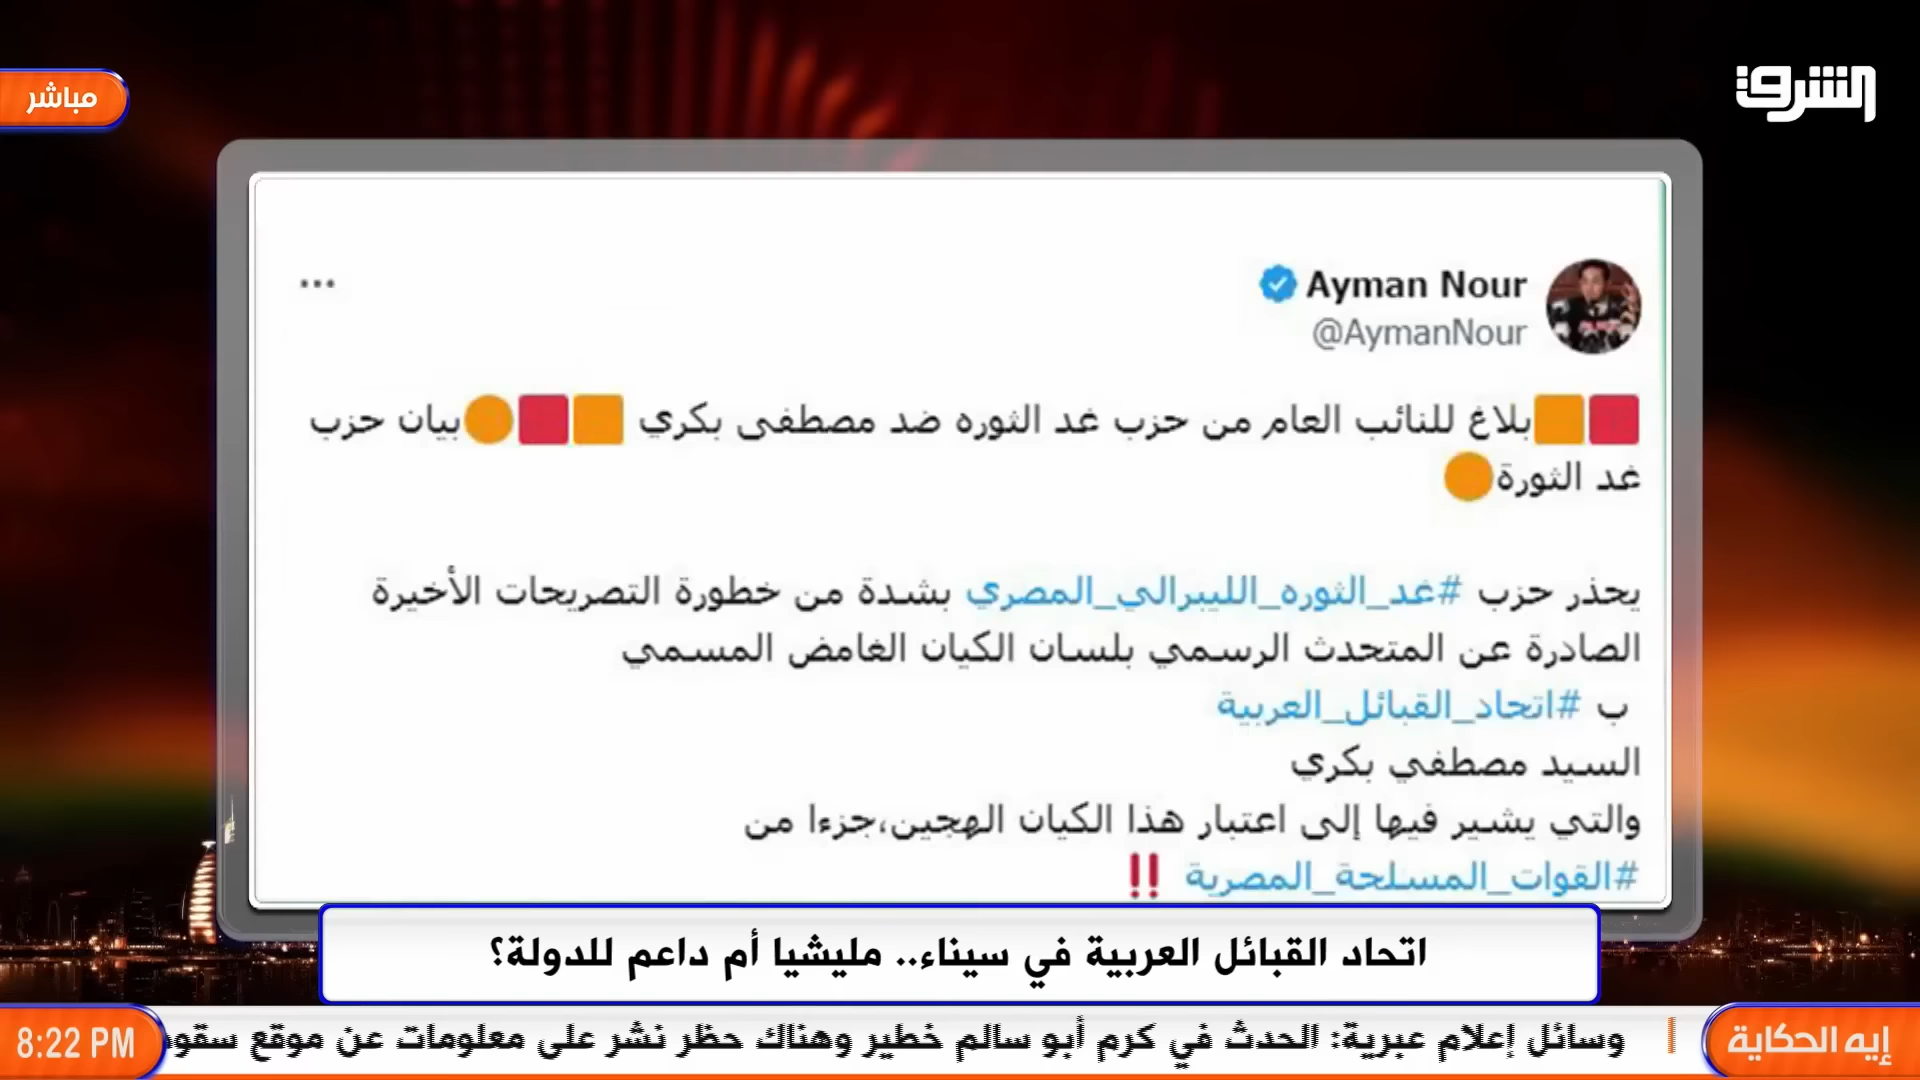 مباشر
الشرق
Ayman Nour
@AymanNour
بلاغ للنائب العام من حزب غد الثوره ضد مصطفى بكري بيان حزب
غد الثورة
يحذر حزب #غد_الثوره_الليبرالي_المصري بشدة من خطورة التصريحات الأخيرة
الصادرة عن المتحدث الرسمي بلسان الكيان الغامض المسمي
ب #اتحاد_القبائل_العربية
السيد مصطفي بكري
والتي يشير فيها إلى اعتبار هذا الكيان الهجين،جزءا من
#القوات_المسلحة_المصرية ‼
اتحاد القبائل العربية في سيناء.. مليشيا أم داعم للدولة؟
إيه الحكاية
وسائل إعلام عبرية: الحدث في كرم أبو سالم خطير وهناك حظر نشر على معلومات عن موقع
8:22 PM